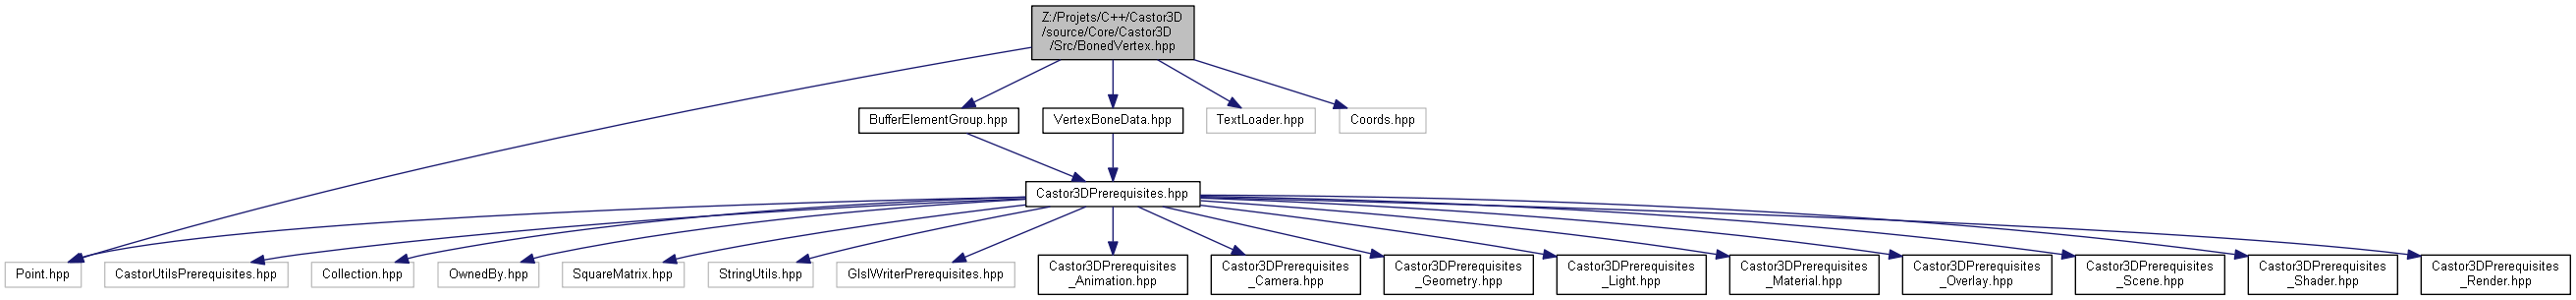 Z:/Projets/C++/Castor3D
/source/Core/Castor3D
/Src/BonedVertex.hpp
BufferElementGroup.hpp
VertexBoneData.hpp
TextLoader.hpp
Coords.hpp
Castor3DPrerequisites.hpp
Point.hpp
CastorUtilsPrerequisites.hpp
Collection.hpp
OwnedBy.hpp
SquareMatrix.hpp
StringUtils.hpp
GlslWriterPrerequisites.hpp
Castor3DPrerequisites
_Animation.hpp
Castor3DPrerequisites
_Camera.hpp
Castor3DPrerequisites
_Geometry.hpp
Castor3DPrerequisites
_Light.hpp
Castor3DPrerequisites
_Material.hpp
Castor3DPrerequisites
_Overlay.hpp
Castor3DPrerequisites
_Scene.hpp
Castor3DPrerequisites
_Shader.hpp
Castor3DPrerequisites
_Render.hpp